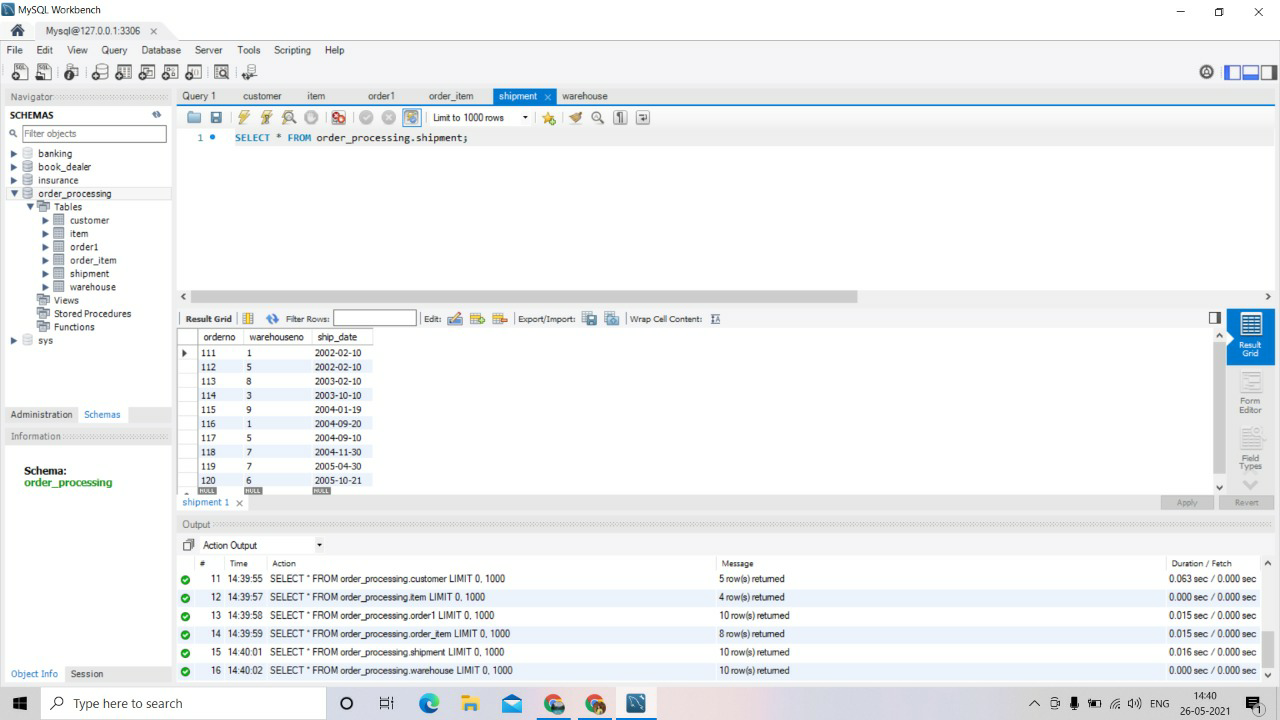 MySQL Workbench
Mysql@127.0.0.1:3306
File Edit View Query Database Server Tools Scripting Help
Navigator
SCHEMAS
Filter objects
banking
book_dealer
insurance
order_processing
Tables
customer
item
order1
order_item
shipment
warehouse
Views
Stored Procedures
Functions
sys
Administration Schemas
Information
Schema:
order_processing
Object Info Session
Query 1 customer item order1 order_item shipment warehouse
Limit to 1000 rows
1 SELECT * FROM order_processing.shipment;
Result Grid Filter Rows: Edit: Export/Import: Wrap Cell Content:
orderno warehouseno ship_date
111 1 2002-02-10
112 5 2002-02-10
113 8 2003-02-10
114 3 2003-10-10
115 9 2004-01-19
116 1 2004-09-20
117 5 2004-09-10
118 7 2004-11-30
119 7 2005-04-30
120 6 2005-10-21
NULL NULL NULL
Result
Grid
Form
Editor
Field
Types
shipment 1 Apply Revert
Output
Action Output
# Time Action Message Duration / Fetch
11 14:39:55 SELECT * FROM order_processing.customer LIMIT 0, 1000 5 row(s) returned 0.063 sec / 0.000 sec
12 14:39:57 SELECT * FROM order_processing.item LIMIT 0, 1000 4 row(s) returned 0.000 sec / 0.000 sec
13 14:39:58 SELECT * FROM order_processing.order1 LIMIT 0, 1000 10 row(s) returned 0.015 sec / 0.000 sec
14 14:39:59 SELECT * FROM order_processing.order_item LIMIT 0, 1000 8 row(s) returned 0.015 sec / 0.000 sec
15 14:40:01 SELECT * FROM order_processing.shipment LIMIT 0, 1000 10 row(s) returned 0.016 sec / 0.000 sec
16 14:40:02 SELECT * FROM order_processing.warehouse LIMIT 0, 1000 10 row(s) returned 0.000 sec / 0.000 sec
Type here to search
ENG
14:40
26-05-2021
1